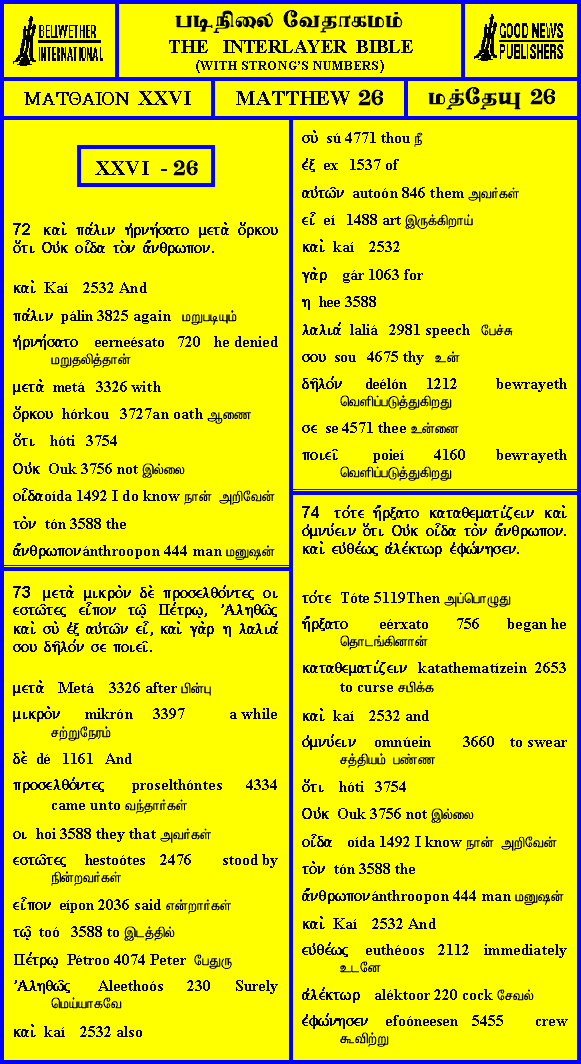 BELLWETHER
INTERNATIONAL
படிநிலை வேதாகமம்
THE INTERLAYER BIBLE
(WITH STRONG'S NUMBERS)
GOOD NEWS
PUBLISHERS
ΜΑΤΘΑΙΟΝ XXVI
MATTHEW 26
மத்தேயு 26
XXVI - 26
72 καὶ πάλιν ἠρνήσατο μετὰ ὅρκου
ὅτι Οὐκ οἶδα τὸν ἄνθρωπον.
καὶ Kaí 2532 And
πάλιν pálin 3825 again மறுபடியும்
ἠρνήσατο eerneésato 720 he denied
மறுதலித்தான்
μετὰ metá 3326 with
ὅρκου hórkou 3727an oath ஆணை
ὅτι hóti 3754
Οὐκ Ouk 3756 not இல்லை
οἶδα oída 1492 I do know நான் அறிவேன்
τὸν tón 3588 the
ἄνθρωπον ánthroopon 444 man மனுஷன்
73 μετὰ μικρὸν δὲ προσελθόντες οι
εστῶτες εἶπον τῷ Πέτρῳ, Ἀληθῶς
καὶ σὺ ἐξ αὐτῶν εἶ, καὶ γὰρ η λαλιά
σου δῆλόν σε ποιεῖ.
μετὰ Metá 3326 after பின்பு
μικρὸν mikrón 3397 a while
சற்றுநேரம்
δὲ dé 1161 And
προσελθόντες proselthóntes 4334
came unto வந்தார்கள்
οι hoi 3588 they that அவர்கள்
εστῶτες hestoótes 2476 stood by
நின்றவர்கள்
εἶπον eípon 2036 said என்றார்கள்
τῷ toó 3588 to இடத்தில்
Πέτρῳ Pétroo 4074 Peter பேதுரு
Ἀληθῶς Aleethoós 230 Surely
மெய்யாகவே
καὶ kaí 2532 also
σὺ sú 4771 thou நீ
ἐξ ex 1537 of
αὐτῶν autoón 846 them அவர்கள்
εἶ eí 1488 art இருக்கிறாய்
καὶ kaí 2532
γὰρ gár 1063 for
η hee 3588
λαλιά laliá 2981 speech பேச்சு
σου sou 4675 thy உன்
δῆλόν deélón 1212 bewrayeth
வெளிப்படுத்துகிறது
σε se 4571 thee உன்னை
ποιεῖ poieí 4160 bewrayeth
வெளிப்படுத்துகிறது
74 τότε ἤρξατο καταθεματίζειν καὶ
ὀμνύειν ὅτι Οὐκ οἶδα τὸν ἄνθρωπον.
καὶ εὐθέως ἀλέκτωρ ἐφώνησεν.
τότε Tóte 5119Then அப்பொழுது
ἤρξατο eérxato 756 began he
தொடங்கினான்
καταθεματίζειν katathematízein 2653
to curse சபிக்க
καὶ kaí 2532 and
ὀμνύειν omnúein 3660 to swear
சத்தியம் பண்ண
ὅτι hóti 3754
Οὐκ Ouk 3756 not இல்லை
οἶδα oída 1492 I know நான் அறிவேன்
τὸν tón 3588 the
ἄνθρωπον ánthroopon 444 man மனுஷன்
καὶ Kaí 2532 And
εὐθέως euthéoos 2112 immediately
உடனே
ἀλέκτωρ aléktoor 220 cock சேவல்
ἐφώνησεν efoóneesen 5455 crew
கூவிற்று